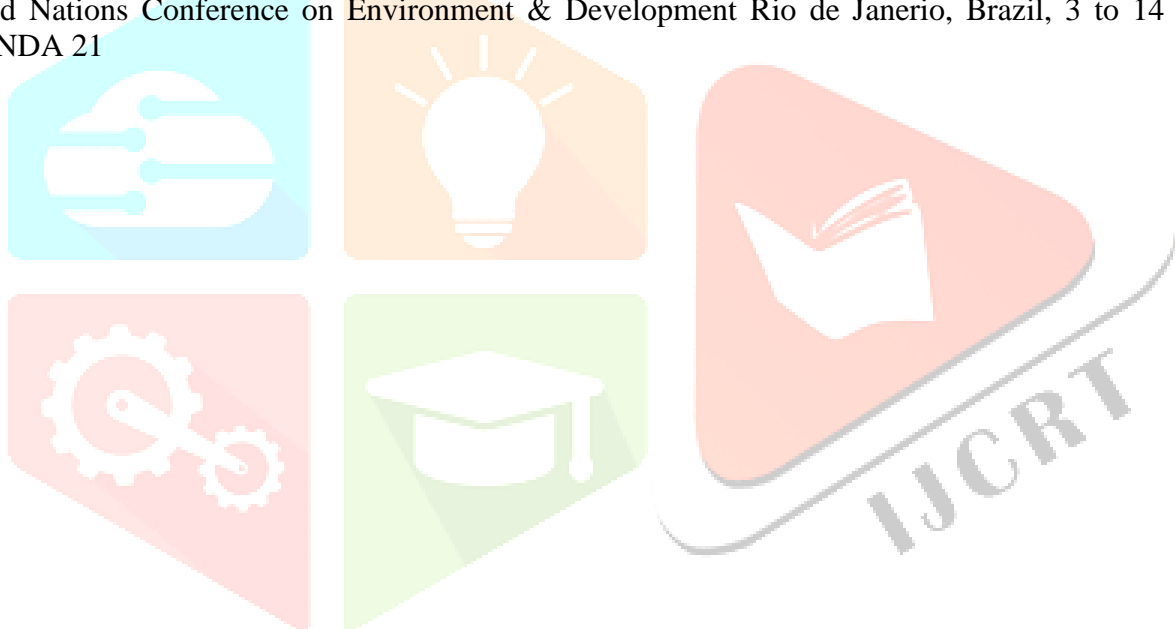 d Nations Conference on Environment & Development Rio de Janerio, Brazil, 3 to 14
NDA 21
IJCRT